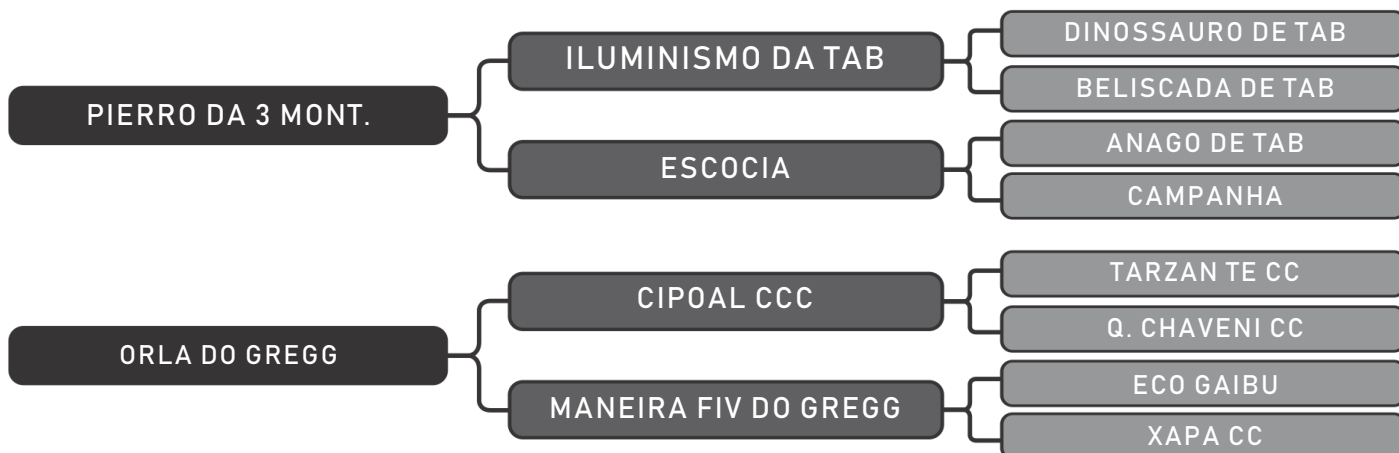 PIERRO DA 3 MONT.
ILUMINISMO DA TAB
DINOSSAURO DE TAB
BELISCADA DE TAB
ESCOCIA
ANAGO DE TAB
CAMPANHA
ORLA DO GREGG
CIPOAL CCC
TARZAN TE CC
Q. CHAVENI CC
MANEIRA FIV DO GREGG
ECO GAIBU
XAPA CC